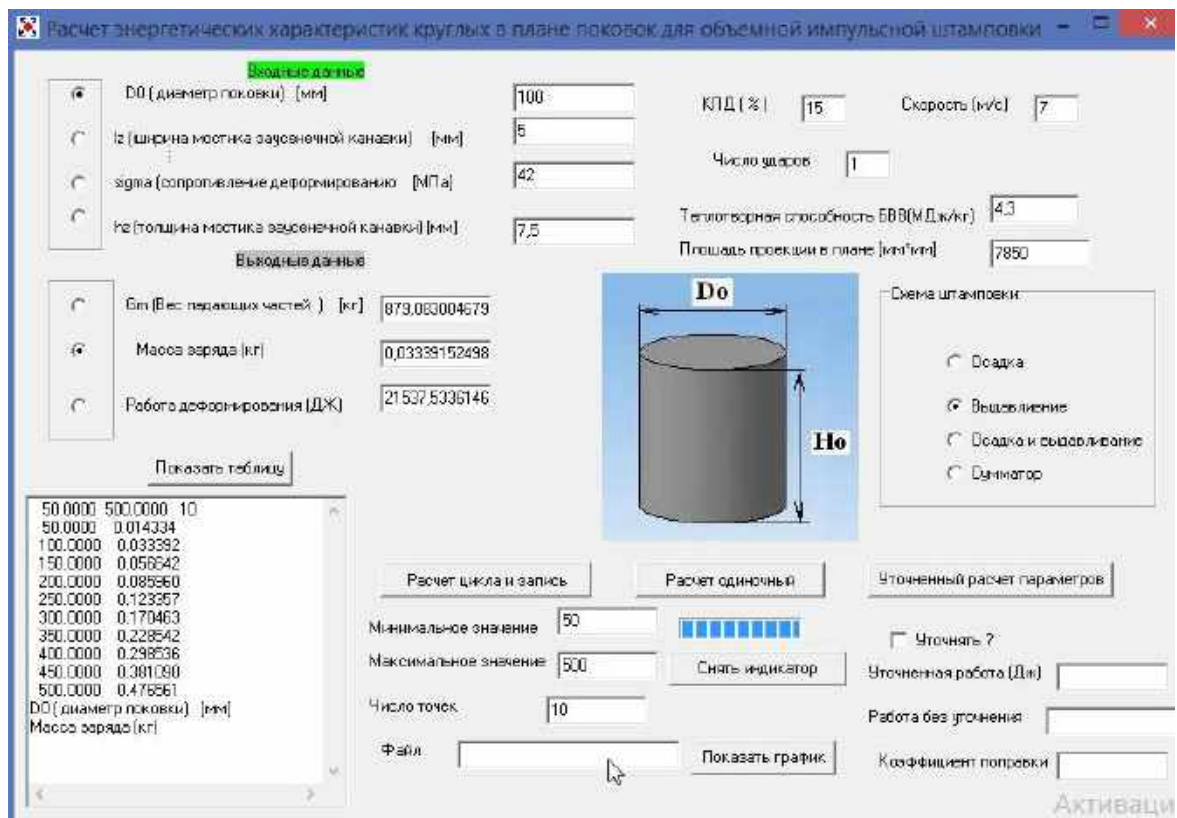 Расчет энергетических характеристик круглых в плане поковок для объемной импульсной штамповки
Входные данные
D0 ( диаметр поковки) [мм]
100
КПД ( % )
15
Скорость (м/с)
7
lz (ширина мостика заусенечной канавки) [мм]
5
Число ударов
1
sigma (сопротивление деформированию [МПа]
42
Теплотворная способность БВВ(МДж/кг)
4.3
hz (толщина мостика заусенечной канавки) [мм]
7,5
Площадь проекции в плане [мм*мм]
7850
Выходные данные
Gm (Вес падающих частей ) [кг]
879,083004679
Масса заряда [кг]
0,03339152498
Работа деформирования (ДЖ)
21537,5336146
Do
Ho
Схема штамповки
Осадка
Выдавление
Осадка и выдавливание
Сумматор
Показать таблицу
50.0000 500.0000 10
50.0000 0.014334
100.0000 0.033392
150.0000 0.056542
200.0000 0.085960
250.0000 0.123357
300.0000 0.170463
350.0000 0.228542
400.0000 0.298536
450.0000 0.381090
500.0000 0.476561
D0 ( диаметр поковки) [мм]
Масса заряда [кг]
Расчет цикла и запись
Расчет одиночный
Уточненный расчет параметров
Минимальное значение
50
Максимальное значение
500
Снять индикатор
Число точек
10
Файл
Показать график
Уточнять ?
Уточненная работа (Дж)
Работа без уточнения
Коэффициент поправки
Активаци